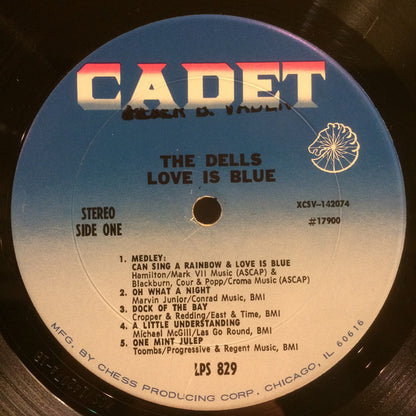 CADET
THE DELLS
LOVE IS BLUE
STEREO
SIDE ONE
XCSV-142074
#17900
1. MEDLEY:
CAN SING A RAINBOW & LOVE IS BLUE
Hamilton/Mark VII Music (ASCAP) &
Blackburn, Cour & Popp/Croma Music (ASCAP)
2. OH WHAT A NIGHT
Marvin Junior/Conrad Music, BMI
3. DOCK OF THE BAY
Cropper & Redding/East & Time, BMI
4. A LITTLE UNDERSTANDING
Michael McGill/Las Go Round, BMI
5. ONE MINT JULEP
Toombs/Progressive & Regent Music, BMI
LPS 829
MFG. BY CHESS PRODUCING CORP. CHICAGO, IL 60616